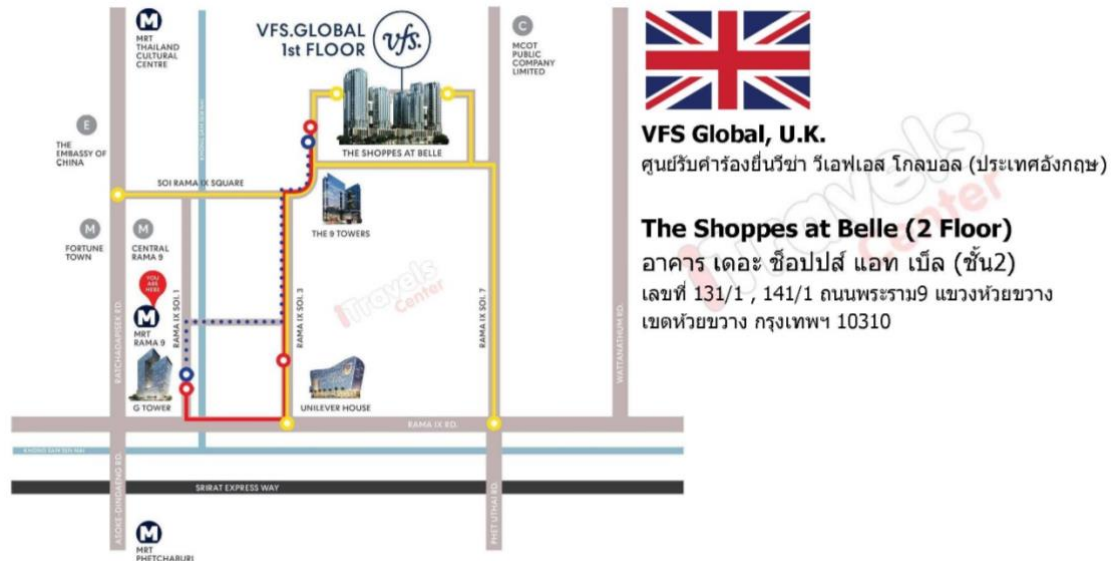 VFS.GLOBAL
1st FLOOR
vfs.
M
MRT
THAILAND
CULTURAL
CENTRE
C
MCOT
PUBLIC
COMPANY
LIMITED
E
THE
EMBASSY OF
CHINA
THE SHOPPES AT BELLE
SOI RAMA IX SQUARE
THE 9 TOWERS
M
FORTUNE
TOWN
M
CENTRAL
RAMA 9
YOU
ARE
HERE
M
MRT
RAMA 9
G TOWER
RATCHADAPISEK RD.
RAMA IX SOI. 1
RAMA IX SOI. 3
RAMA IX SOI. 7
WATTANATHUM RD.
UNILEVER HOUSE
RAMA IX RD.
SRIRAT EXPRESS WAY
ASOKE-DINDAENG RD.
PHET UTHAI RD.
M
MRT
PHETCHABURI
iTravels
Center
VFS Global, U.K.
ศูนย์รับคำร้องยื่นวีซ่า วีเอฟเอส โกลบอล (ประเทศอังกฤษ)
The Shoppes at Belle (2 Floor)
อาคาร เดอะ ช็อปปส์ แอท เบ็ล (ชั้น2)
เลขที่ 131/1 , 141/1 ถนนพระราม9 แขวงห้วยขวาง
เขตห้วยขวาง กรุงเทพฯ 10310
iTravels
Center